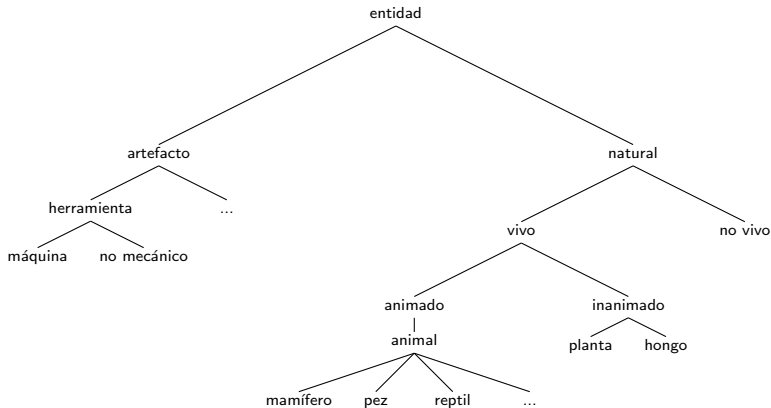 entidad
artefacto
natural
herramienta
...
vivo
no vivo
máquina
no mecánico
animado
inanimado
animal
planta
hongo
mamífero
pez
reptil
...